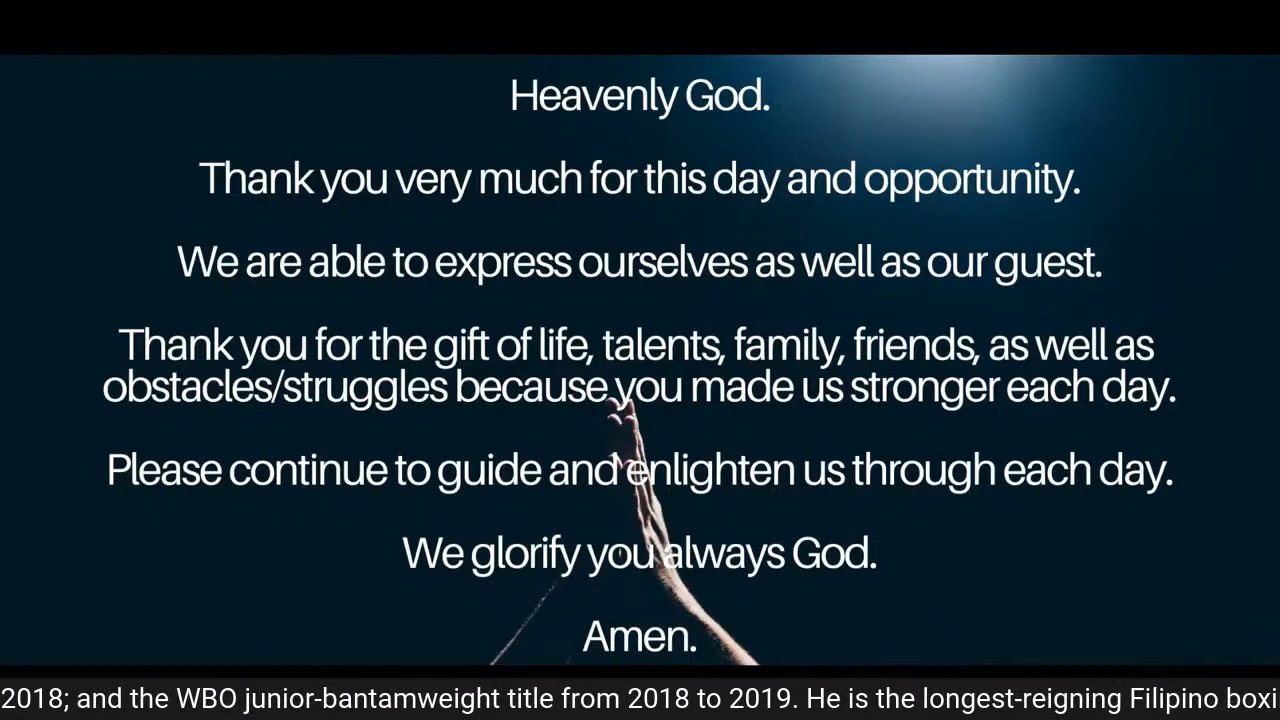 Heavenly God.
Thank you very much for this day and opportunity.
We are able to express ourselves as well as our guest.
Thank you for the gift of life, talents, family, friends, as well as
obstacles/struggles because you made us stronger each day.
Please continue to guide and enlighten us through each day.
We glorify you always God.
Amen.
2018; and the WBO junior-bantamweight title from 2018 to 2019. He is the longest-reigning Filipino boxi